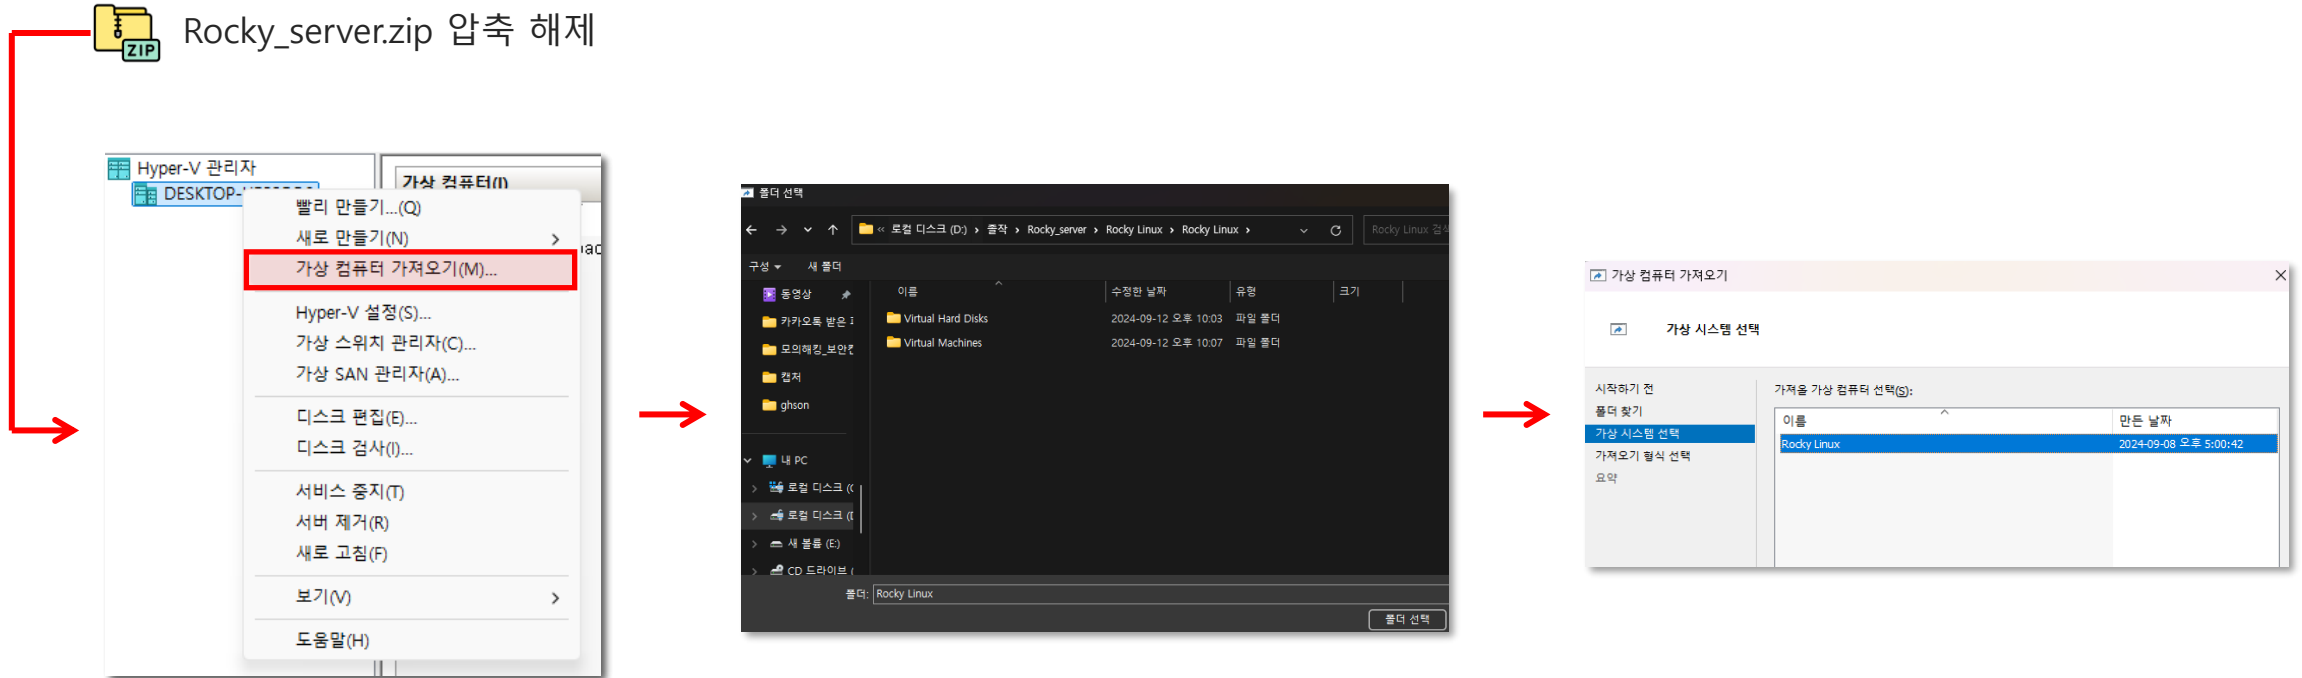 ZIP
Rocky_server.zip 압축 해제
Hyper-V 관리자
DESKTOP-
가상 컴퓨터(I)
빨리 만들기...(Q)
새로 만들기(N)
가상 컴퓨터 가져오기(M)...
Hyper-V 설정(S)...
가상 스위치 관리자(C)...
가상 SAN 관리자(A)...
디스크 편집(E)...
디스크 검사(I)...
서비스 중지(T)
서버 제거(R)
새로 고침(F)
보기(V)
도움말(H)
폴더 선택
« 로컬 디스크 (D:) › 졸작 › Rocky_server › Rocky Linux › Rocky Linux ›
Rocky Linux 검색
구성 새 폴더
이름 수정한 날짜 유형 크기
동영상
카카오톡 받은
모의해킹_보안
캡처
ghson
Virtual Hard Disks 2024-09-12 오후 10:03 파일 폴더
Virtual Machines 2024-09-12 오후 10:07 파일 폴더
내 PC
로컬 디스크 (C
로컬 디스크 (D
새 볼륨 (E:)
CD 드라이브 (
폴더: Rocky Linux
폴더 선택
가상 컴퓨터 가져오기
가상 시스템 선택
시작하기 전
폴더 찾기
가상 시스템 선택
가져오기 형식 선택
요약
가져올 가상 컴퓨터 선택(S):
이름 만든 날짜
Rocky Linux 2024-09-08 오후 5:00:42